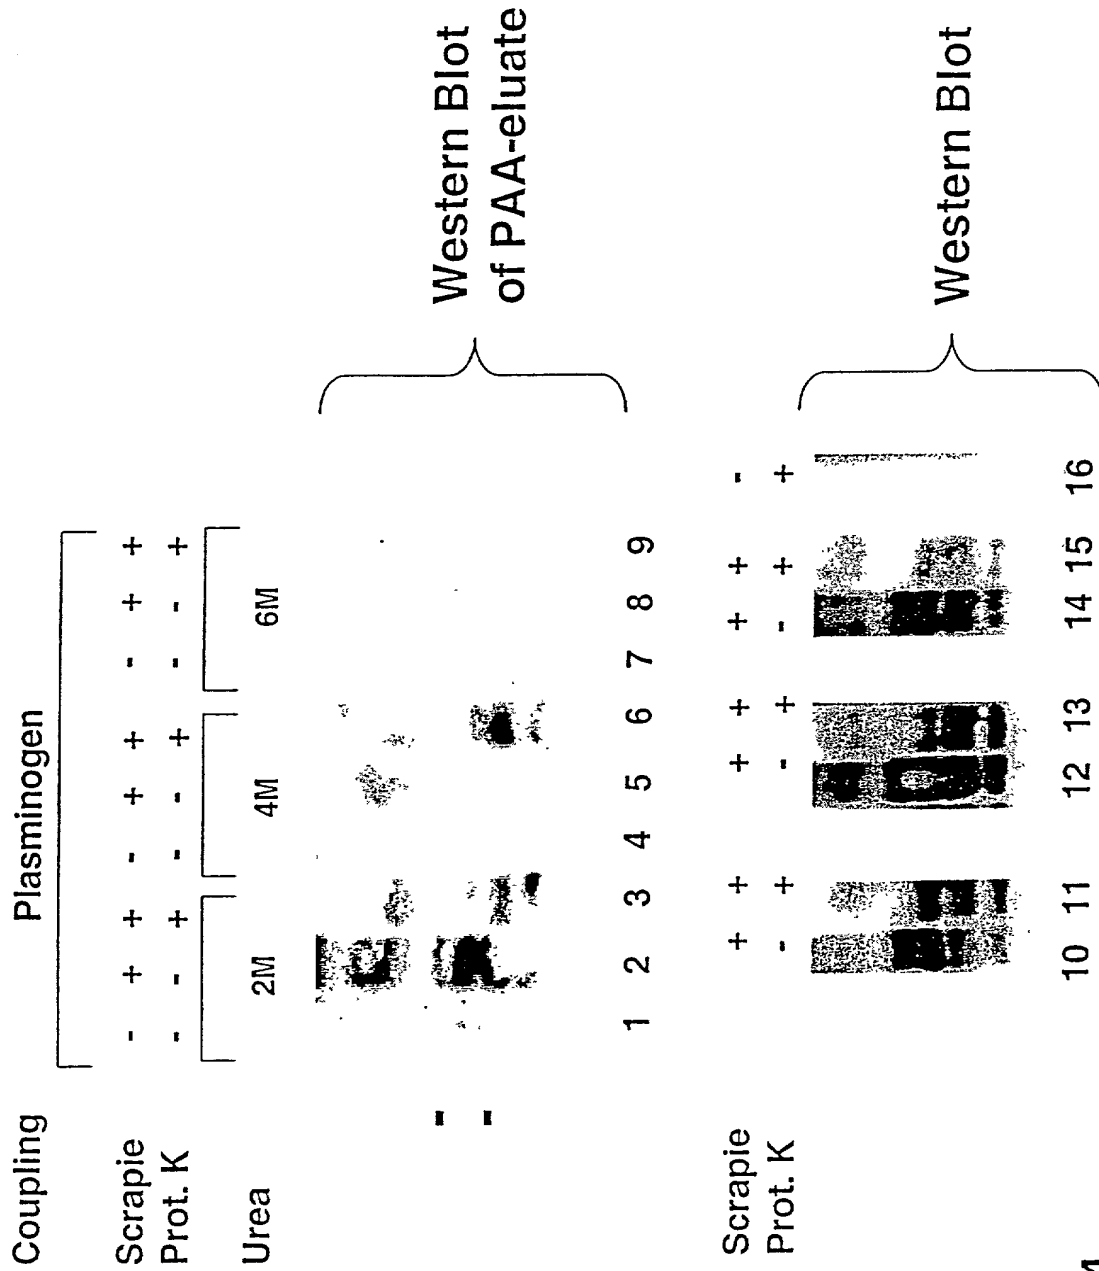 Coupling Plasminogen
Scrapie - + + - + + - + +
Prot. K - - + - - + - - +
Urea 2M 4M 6M
Western Blot
of PAA-eluate
1 2 3 4 5 6 7 8 9
Scrapie + + + + + + -
Prot. K - + - + - + +
Western Blot
10 11 12 13 14 15 16